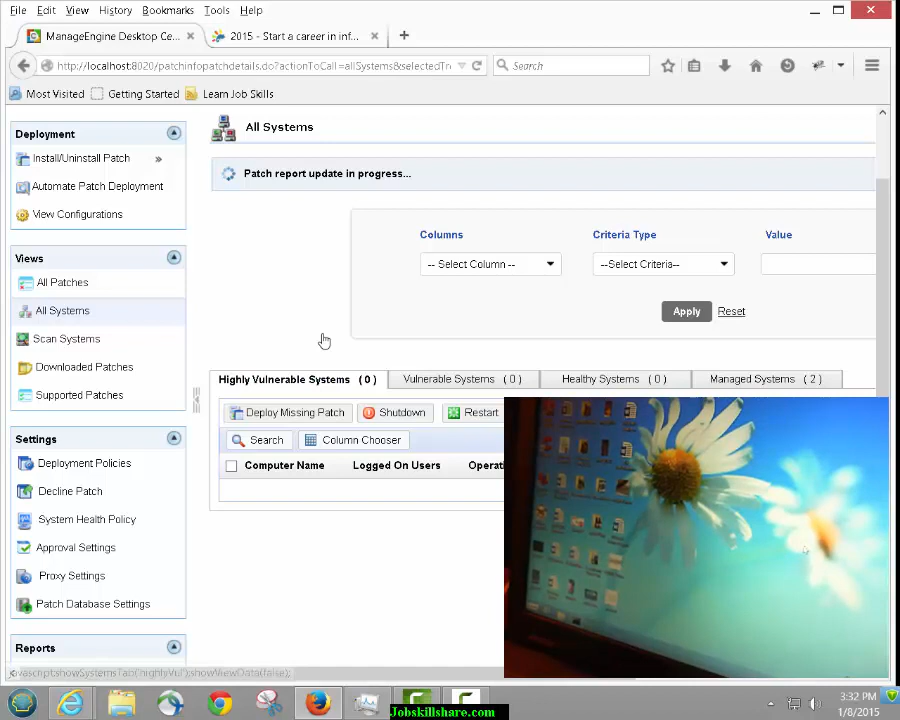 File Edit View History Bookmarks Tools Help
ManageEngine Desktop Ce... 2015 - Start a career in inf...
http://localhost:8020/patchinfopatchdetails.do?actionToCall=allSystems&selectedTre Search
Most Visited Getting Started Learn Job Skills
Deployment
Install/Uninstall Patch
Automate Patch Deployment
View Configurations
Views
All Patches
All Systems
Scan Systems
Downloaded Patches
Supported Patches
Settings
Deployment Policies
Decline Patch
System Health Policy
Approval Settings
Proxy Settings
Patch Database Settings
Reports
All Systems
Patch report update in progress...
Columns Criteria Type Value
-- Select Column -- --Select Criteria--
Apply Reset
Highly Vulnerable Systems ( 0 ) Vulnerable Systems ( 0 ) Healthy Systems ( 0 ) Managed Systems ( 2 )
Deploy Missing Patch Shutdown Restart
Search Column Chooser
Computer Name Logged On Users Operati
javascript:showSystemsTab('highlyVul');showViewData(false);
3:32 PM
1/8/2015
Jobskillshare.com